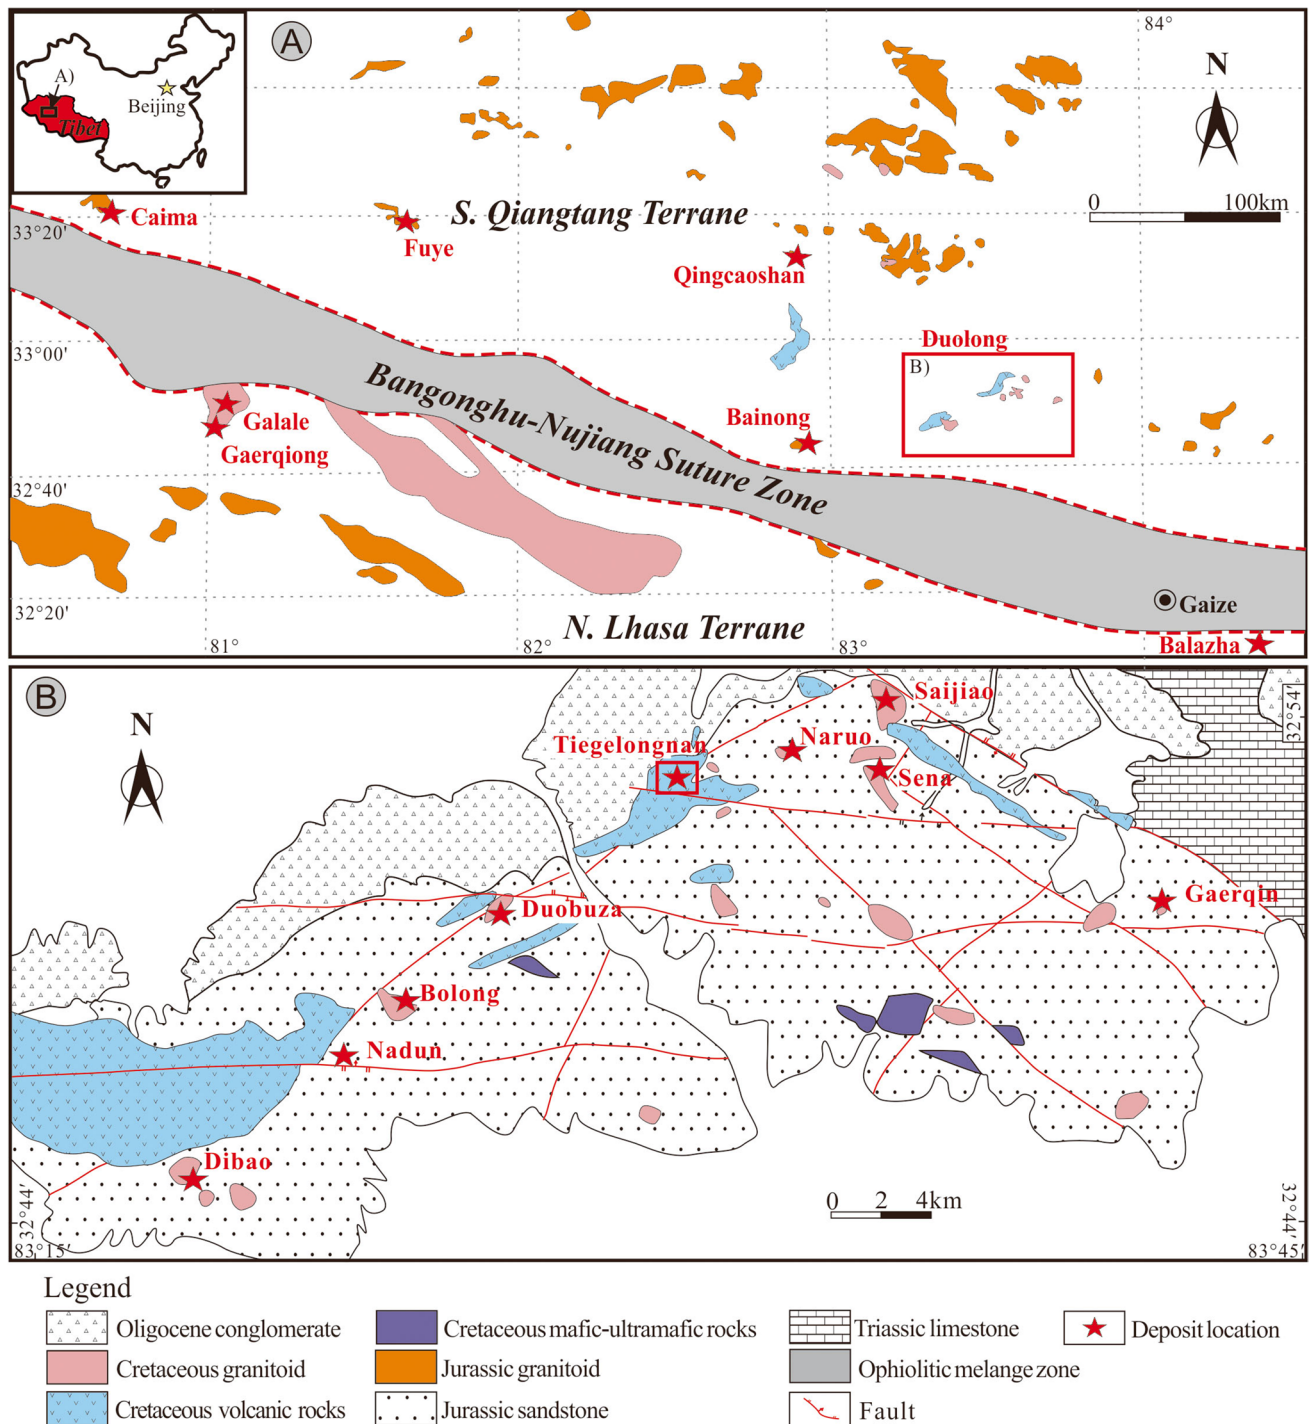 A
84°
A)
Beijing
Tibet
N
0 100km
Caima
S. Qiangtang Terrane
33°20'
Fuye
Qingcaoshan
33°00'
Duolong
B)
Bangonghu-Nujiang Suture Zone
Galale
Gaerqiong
Bainong
32°40'
32°20'
Gaize
N. Lhasa Terrane
81°
82°
83°
Balazha
B
N
32°54'
Saijiao
Tiegelongnan
Naruo
Sena
Gaerqin
Duobuza
Bolong
Nadun
Dibao
0 2 4km
32°44'
32°44'
83°15'
83°45'
Legend
Oligocene conglomerate
Cretaceous mafic-ultramafic rocks
Triassic limestone
Deposit location
Cretaceous granitoid
Jurassic granitoid
Ophiolitic melange zone
Cretaceous volcanic rocks
Jurassic sandstone
Fault